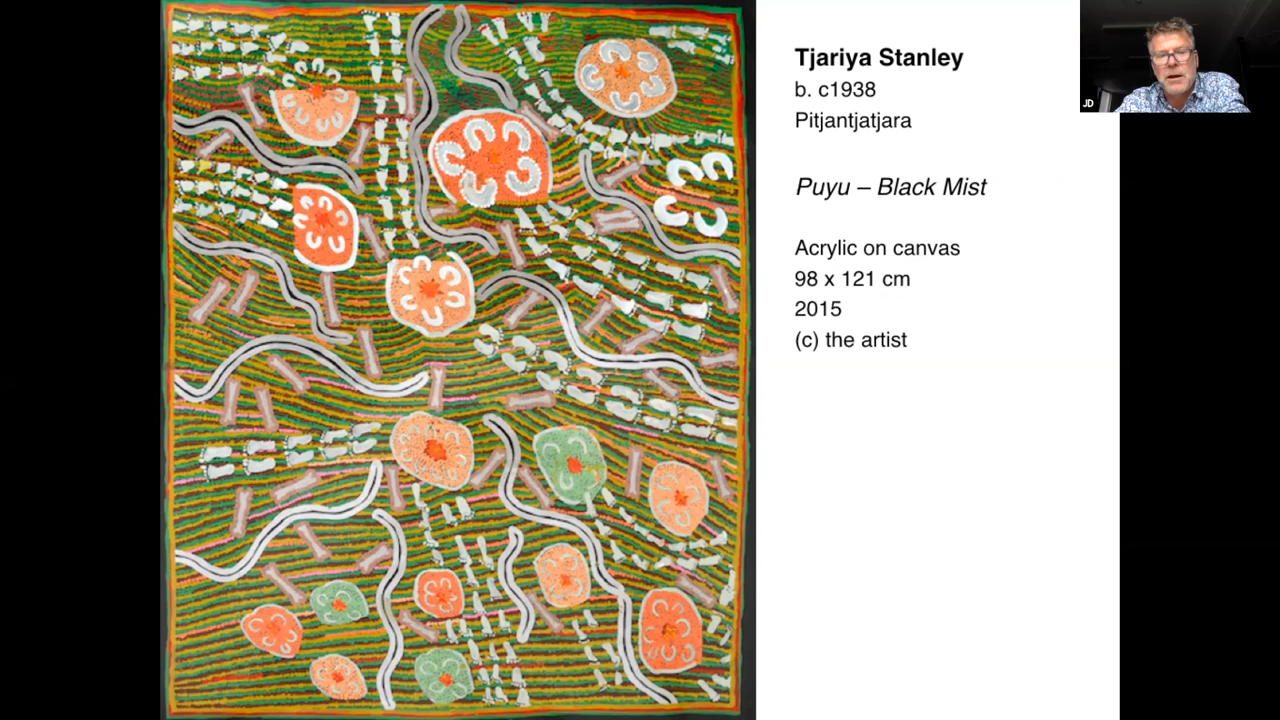 Tjariya Stanley
b. c1938
Pitjantjatjara
Puyu – Black Mist
Acrylic on canvas
98 x 121 cm
2015
(c) the artist
JD